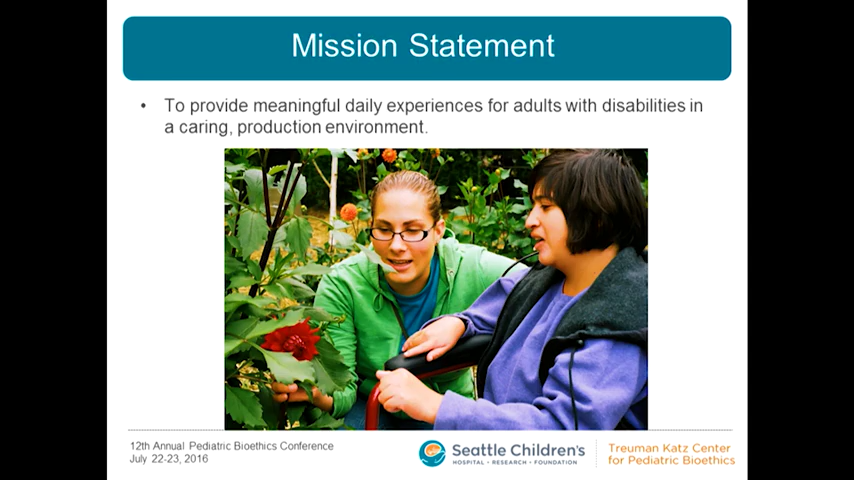 Mission Statement
• To provide meaningful daily experiences for adults with disabilities in
a caring, production environment.
12th Annual Pediatric Bioethics Conference
July 22-23, 2016
Seattle Children's
HOSPITAL • RESEARCH • FOUNDATION
Treuman Katz Center
for Pediatric Bioethics